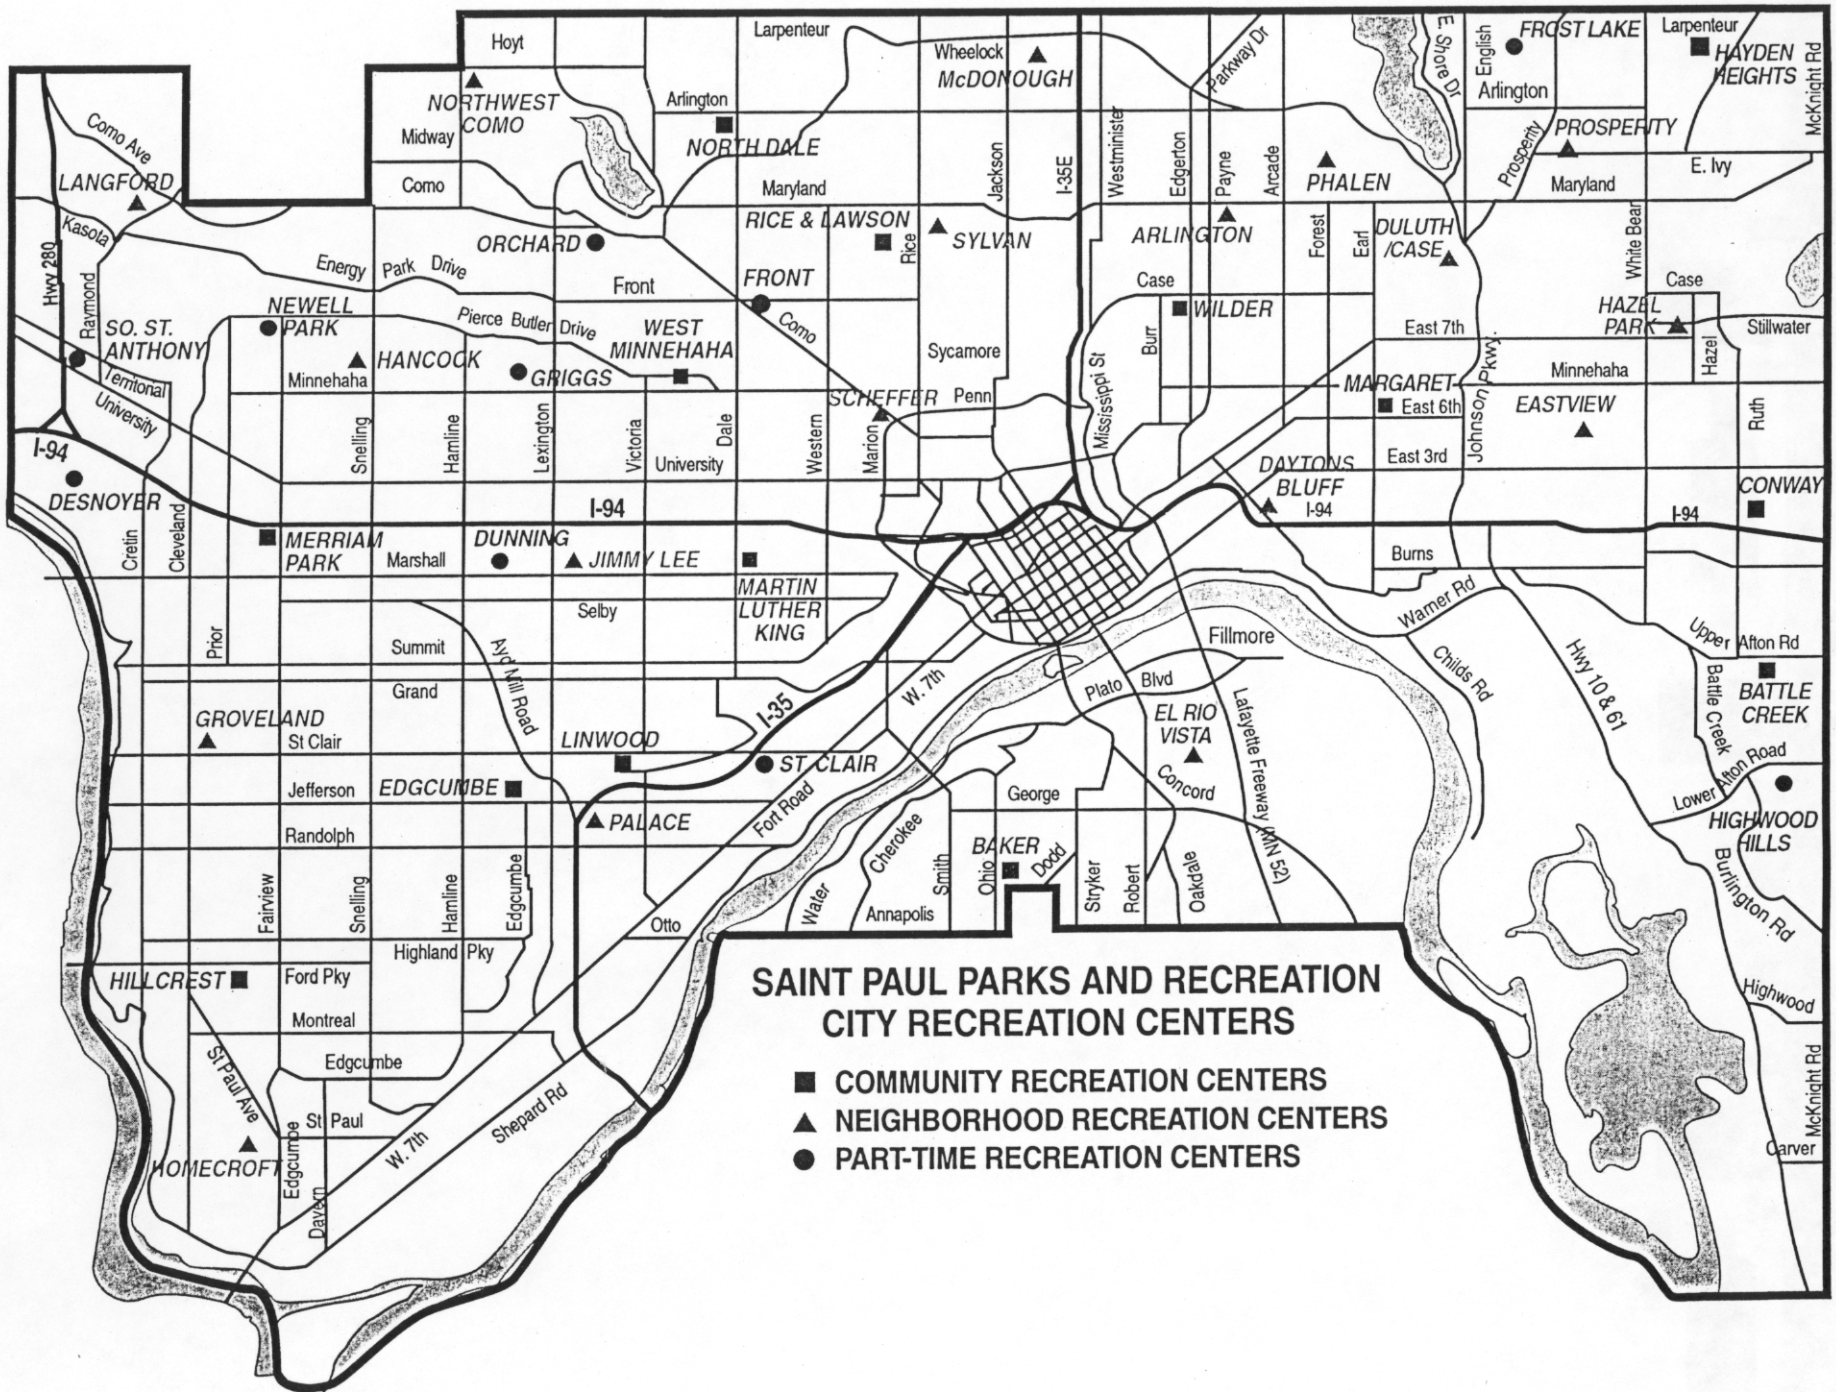 Hoyt
Larpenteur
Wheelock
McDONOUGH
Parkway Dr
E. Shore Dr
English
FROST LAKE
Larpenteur
HAYDEN
HEIGHTS
McKnight Rd
NORTHWEST
COMO
Arlington
Arlington
Como Ave
Midway
NORTH DALE
Jackson
I-35E
Westminister
Edgerton
Payne
Arcade
PHALEN
Prosperity
PROSPERITY
E. Ivy
LANGFORD
Como
Maryland
Maryland
Kasota
ORCHARD
RICE & LAWSON
Rice
SYLVAN
ARLINGTON
Forest
Earl
DULUTH
/CASE
White Bear
Hwy 280
Raymond
Energy Park Drive
Front
FRONT
Como
Case
Case
NEWELL
PARK
Pierce Butler Drive
WEST
MINNEHAHA
WILDER
HAZEL
PARK
SO. ST.
ANTHONY
HANCOCK
GRIGGS
Sycamore
Burr
East 7th
Stillwater
Territorial
Minnehaha
Minnehaha
Hazel
University
SCHEFFER
Penn
Mississippi St
MARGARET
East 6th
Johnson Pkwy.
EASTVIEW
Ruth
I-94
Snelling
Hamline
Lexington
Victoria
University
Dale
Western
Marion
DAYTONS
BLUFF
East 3rd
DESNOYER
I-94
I-94
I-94
CONWAY
Cretin
Cleveland
MERRIAM
PARK
Marshall
DUNNING
JIMMY LEE
MARTIN
LUTHER
KING
Burns
Selby
Warner Rd
Prior
Summit
Ayd Mill Road
Fillmore
Childs Rd
Hwy 10 & 61
Upper Afton Rd
Grand
I-35
W. 7th
Plato Blvd
Lafayette Freeway (MN 52)
Battle Creek
BATTLE
CREEK
GROVELAND
St Clair
LINWOOD
ST. CLAIR
EL RIO
VISTA
Concord
Lower Afton Road
Jefferson
EDGCUMBE
PALACE
Fort Road
George
HIGHWOOD
HILLS
Randolph
Cherokee
BAKER
Fairview
Snelling
Hamline
Edgcumbe
Water
Annapolis
Smith
Ohio
Dodd
Stryker
Robert
Oakdale
Burlington Rd
Otto
Highland Pky
HILLCREST
Ford Pky
Highwood
Montreal
SAINT PAUL PARKS AND RECREATION
CITY RECREATION CENTERS
St Paul Ave
Edgcumbe
COMMUNITY RECREATION CENTERS
NEIGHBORHOOD RECREATION CENTERS
PART-TIME RECREATION CENTERS
McKnight Rd
Carver
St Paul
Shepard Rd
W. 7th
HOMECROFT
Edgcumbe
Davern